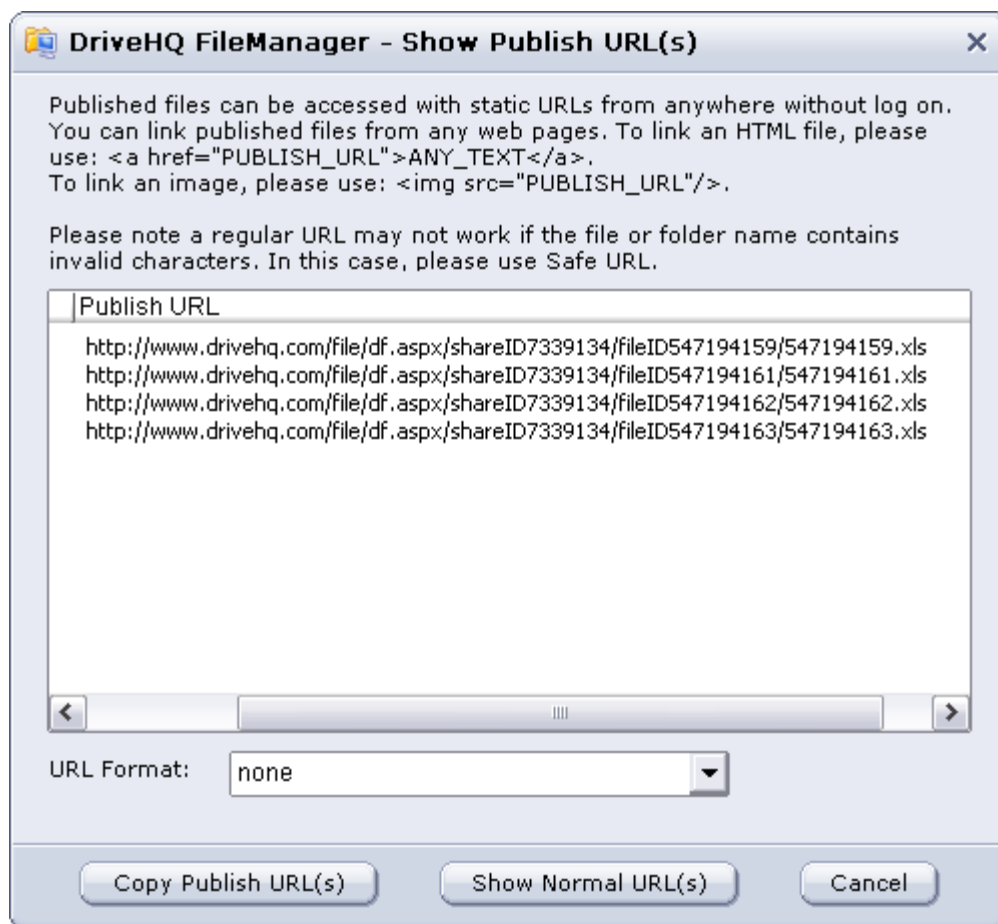 DriveHQ FileManager - Show Publish URL(s)
Published files can be accessed with static URLs from anywhere without log on.
You can link published files from any web pages. To link an HTML file, please
use: <a href="PUBLISH_URL">ANY_TEXT</a>.
To link an image, please use: <img src="PUBLISH_URL"/>.
Please note a regular URL may not work if the file or folder name contains
invalid characters. In this case, please use Safe URL.
Publish URL
http://www.drivehq.com/file/df.aspx/shareID7339134/fileID547194159/547194159.xls
http://www.drivehq.com/file/df.aspx/shareID7339134/fileID547194161/547194161.xls
http://www.drivehq.com/file/df.aspx/shareID7339134/fileID547194162/547194162.xls
http://www.drivehq.com/file/df.aspx/shareID7339134/fileID547194163/547194163.xls
URL Format: none
Copy Publish URL(s) Show Normal URL(s) Cancel